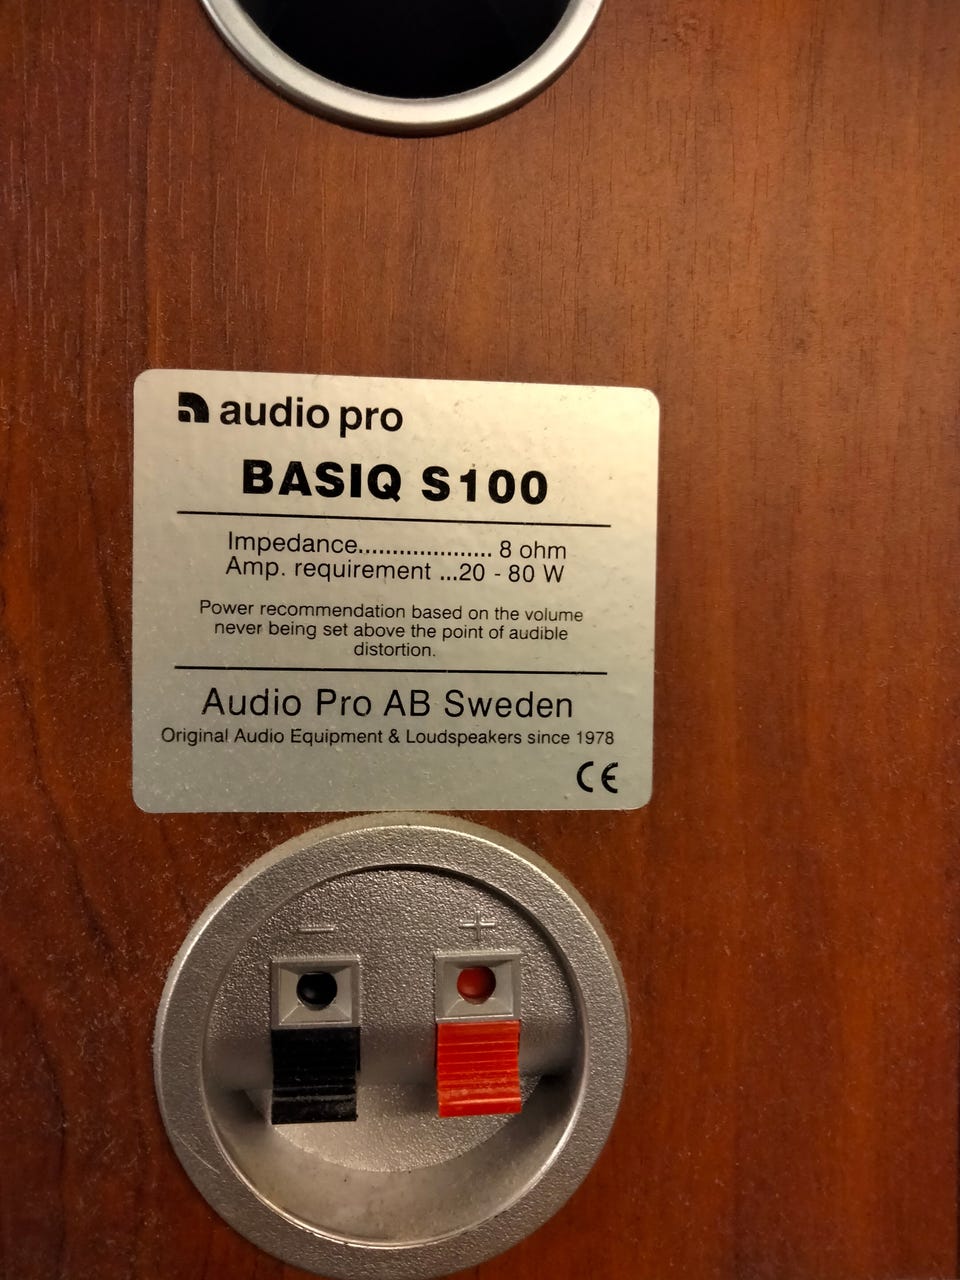 audio pro
BASIQ S100
Impedance.................... 8 ohm
Amp. requirement ...20 - 80 W
Power recommendation based on the volume
never being set above the point of audible
distortion.
Audio Pro AB Sweden
Original Audio Equipment & Loudspeakers since 1978
CE
− +